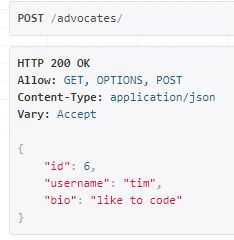 POST /advocates/
HTTP 200 OK
Allow: GET, OPTIONS, POST
Content-Type: application/json
Vary: Accept
{
"id": 6,
"username": "tim",
"bio": "like to code"
}